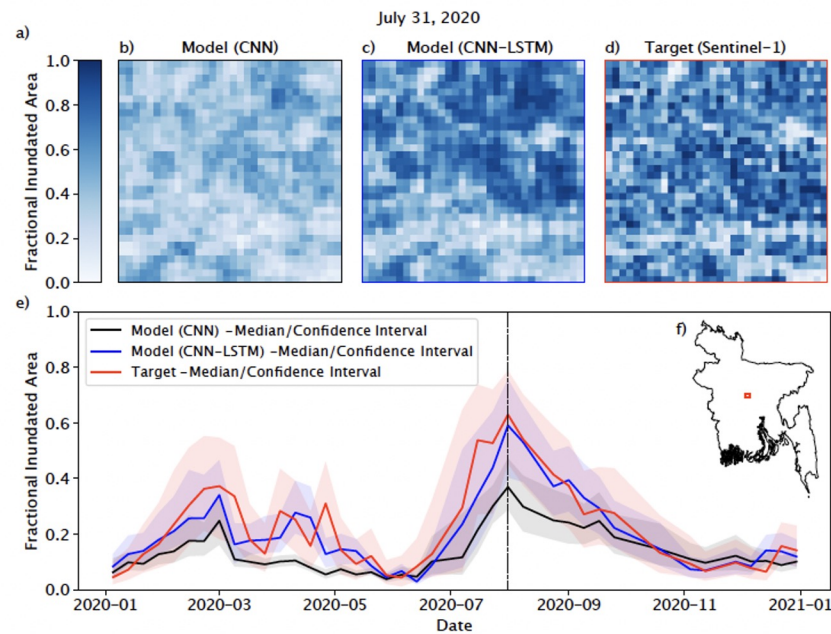 July 31, 2020
a)
b) Model (CNN)
c) Model (CNN-LSTM)
d) Target (Sentinel-1)
Fractional Inundated Area
1.0
0.8
0.6
0.4
0.2
0.0
e)
Fractional Inundated Area
1.0
0.8
0.6
0.4
0.2
0.0
Model (CNN) –Median/Confidence Interval
Model (CNN-LSTM) –Median/Confidence Interval
Target –Median/Confidence Interval
f)
2020-01 2020-03 2020-05 2020-07 2020-09 2020-11 2021-01
Date